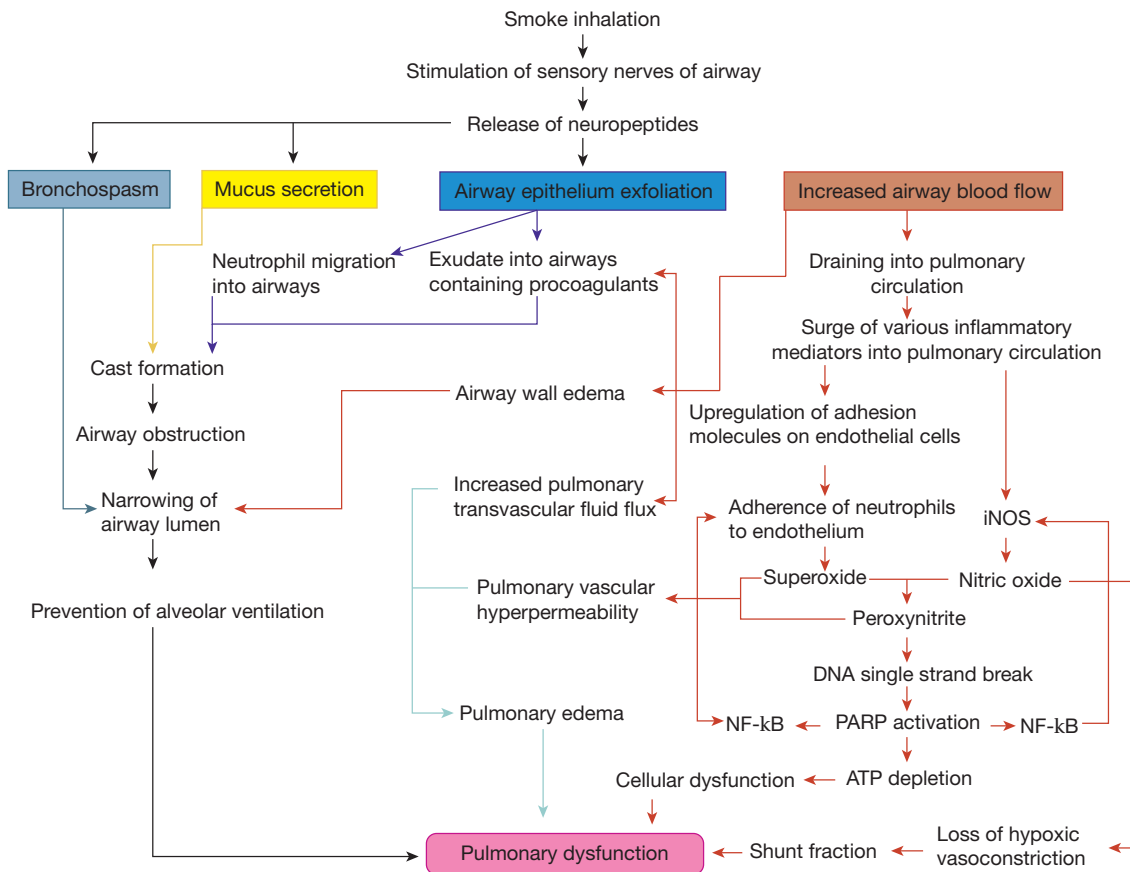 Smoke inhalation
Stimulation of sensory nerves of airway
Release of neuropeptides
Bronchospasm
Mucus secretion
Airway epithelium exfoliation
Increased airway blood flow
Neutrophil migration
into airways
Exudate into airways
containing procoagulants
Draining into pulmonary
circulation
Surge of various inflammatory
mediators into pulmonary circulation
Cast formation
Airway wall edema
Upregulation of adhesion
molecules on endothelial cells
Airway obstruction
Increased pulmonary
transvascular fluid flux
Narrowing of
airway lumen
Adherence of neutrophils
to endothelium
iNOS
Superoxide
Nitric oxide
Pulmonary vascular
hyperpermeability
Prevention of alveolar ventilation
Peroxynitrite
DNA single strand break
Pulmonary edema
NF-kB
PARP activation
NF-kB
Cellular dysfunction
ATP depletion
Pulmonary dysfunction
Shunt fraction
Loss of hypoxic
vasoconstriction